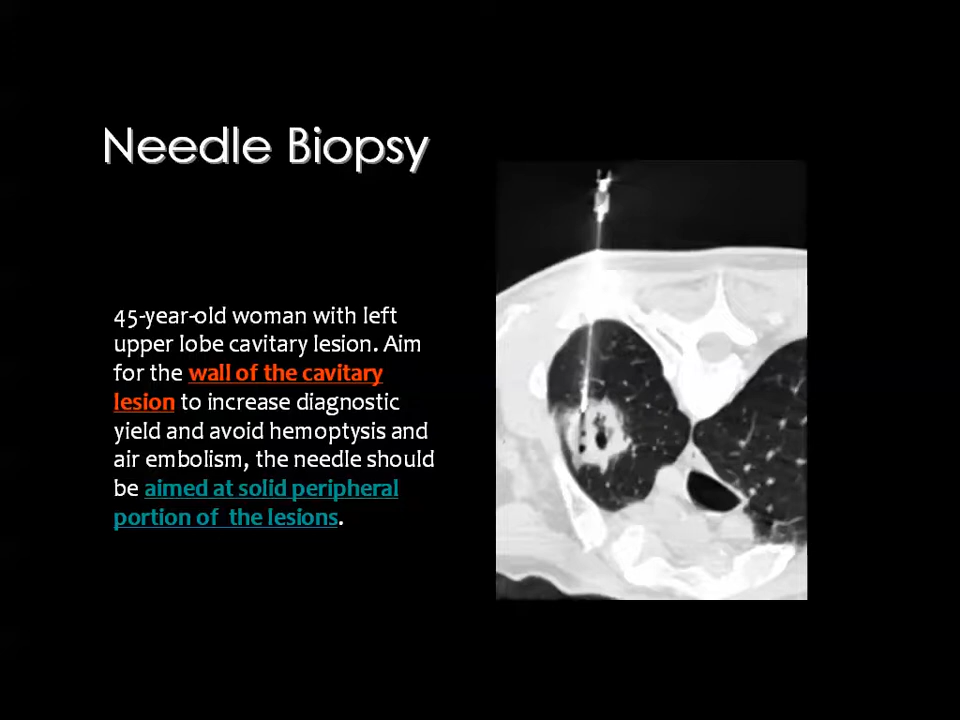 Needle Biopsy
45-year-old woman with left
upper lobe cavitary lesion. Aim
for the wall of the cavitary
lesion to increase diagnostic
yield and avoid hemoptysis and
air embolism, the needle should
be aimed at solid peripheral
portion of  the lesions.